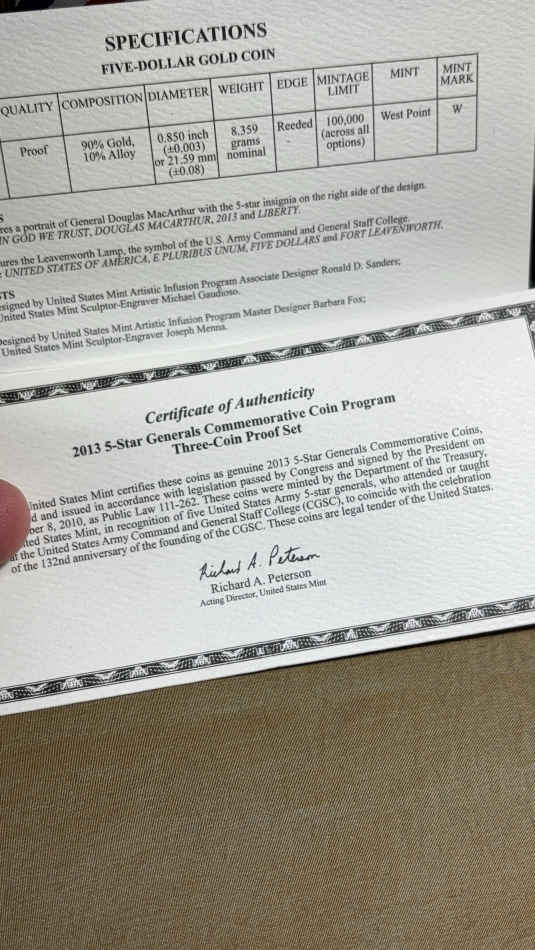 SPECIFICATIONS
FIVE-DOLLAR GOLD COIN
QUALITY COMPOSITION DIAMETER WEIGHT EDGE MINTAGE LIMIT MINT MINT MARK
Proof 90% Gold, 10% Alloy 0.850 inch (±0.003) or 21.59 mm (±0.08) 8.359 grams nominal Reeded 100,000 (across all options) West Point W
S
res a portrait of General Douglas MacArthur with the 5-star insignia on the right side of the design.
IN GOD WE TRUST, DOUGLAS MACARTHUR, 2013 and LIBERTY.
ures the Leavenworth Lamp, the symbol of the U.S. Army Command and General Staff College.
UNITED STATES OF AMERICA, E PLURIBUS UNUM, FIVE DOLLARS and FORT LEAVENWORTH.
TS
esigned by United States Mint Artistic Infusion Program Associate Designer Ronald D. Sanders;
United States Mint Sculptor-Engraver Michael Gaudioso.
Designed by United States Mint Artistic Infusion Program Master Designer Barbara Fox;
United States Mint Sculptor-Engraver Joseph Menna.
Certificate of Authenticity
2013 5-Star Generals Commemorative Coin Program
Three-Coin Proof Set
United States Mint certifies these coins as genuine 2013 5-Star Generals Commemorative Coins,
d and issued in accordance with legislation passed by Congress and signed by the President on
ber 8, 2010, as Public Law 111-262. These coins were minted by the Department of the Treasury,
ted States Mint, in recognition of five United States Army 5-star generals, who attended or taught
at the United States Army Command and General Staff College (CGSC), to coincide with the celebration
of the 132nd anniversary of the founding of the CGSC. These coins are legal tender of the United States.
Richard A. Peterson
Richard A. Peterson
Acting Director, United States Mint